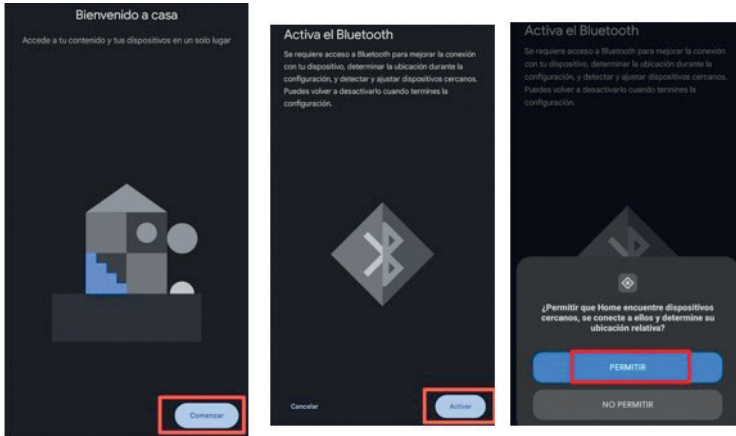 Bienvenido a casa
Accede a tu contenido y tus dispositivos en un solo lugar
Comenzar
Activa el Bluetooth
Se requiere acceso a Bluetooth para mejorar la conexión
con tu dispositivo, determinar la ubicación durante la
configuración, y detectar y ajustar dispositivos cercanos.
Puedes volver a desactivarlo cuando termines la
configuración.
Cancelar
Activar
Activa el Bluetooth
Se requiere acceso a Bluetooth para mejorar la conexión
con tu dispositivo, determinar la ubicación durante la
configuración, y detectar y ajustar dispositivos cercanos.
Puedes volver a desactivarlo cuando termines la
configuración.
¿Permitir que Home encuentre dispositivos
cercanos, se conecte a ellos y determine su
ubicación relativa?
PERMITIR
NO PERMITIR